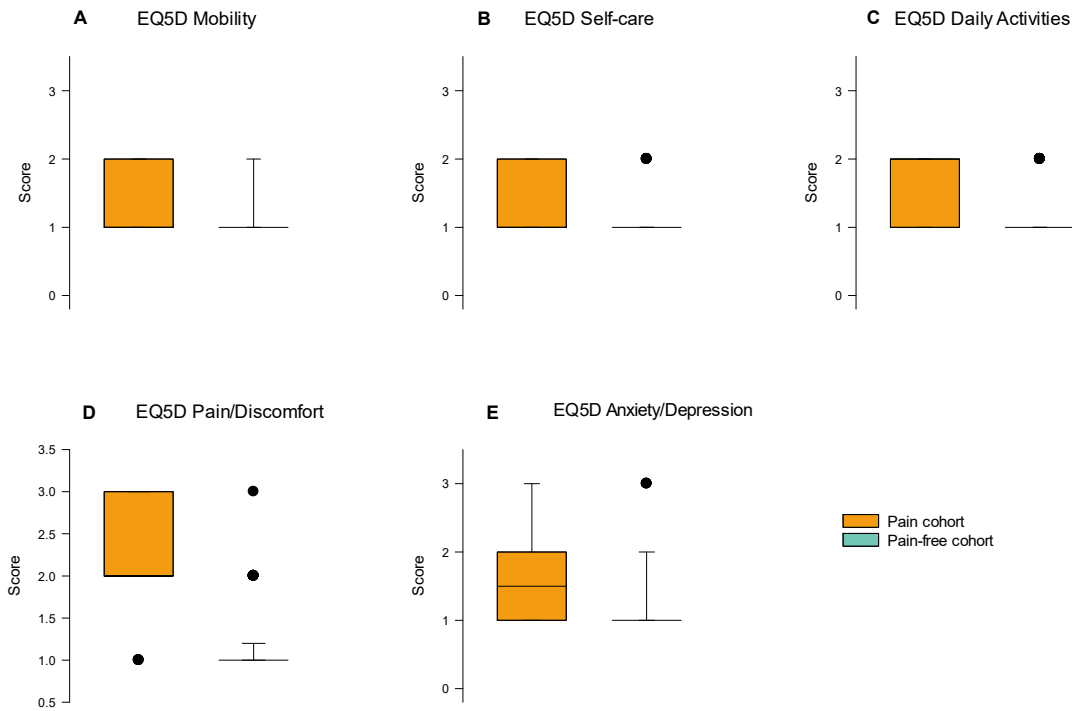 A EQ5D Mobility
B EQ5D Self-care
C EQ5D Daily Activities
Score
3
2
1
0
Score
3
2
1
0
Score
3
2
1
0
D EQ5D Pain/Discomfort
E EQ5D Anxiety/Depression
Score
3.5
3.0
2.5
2.0
1.5
1.0
0.5
Score
3
2
1
0
Pain cohort
Pain-free cohort